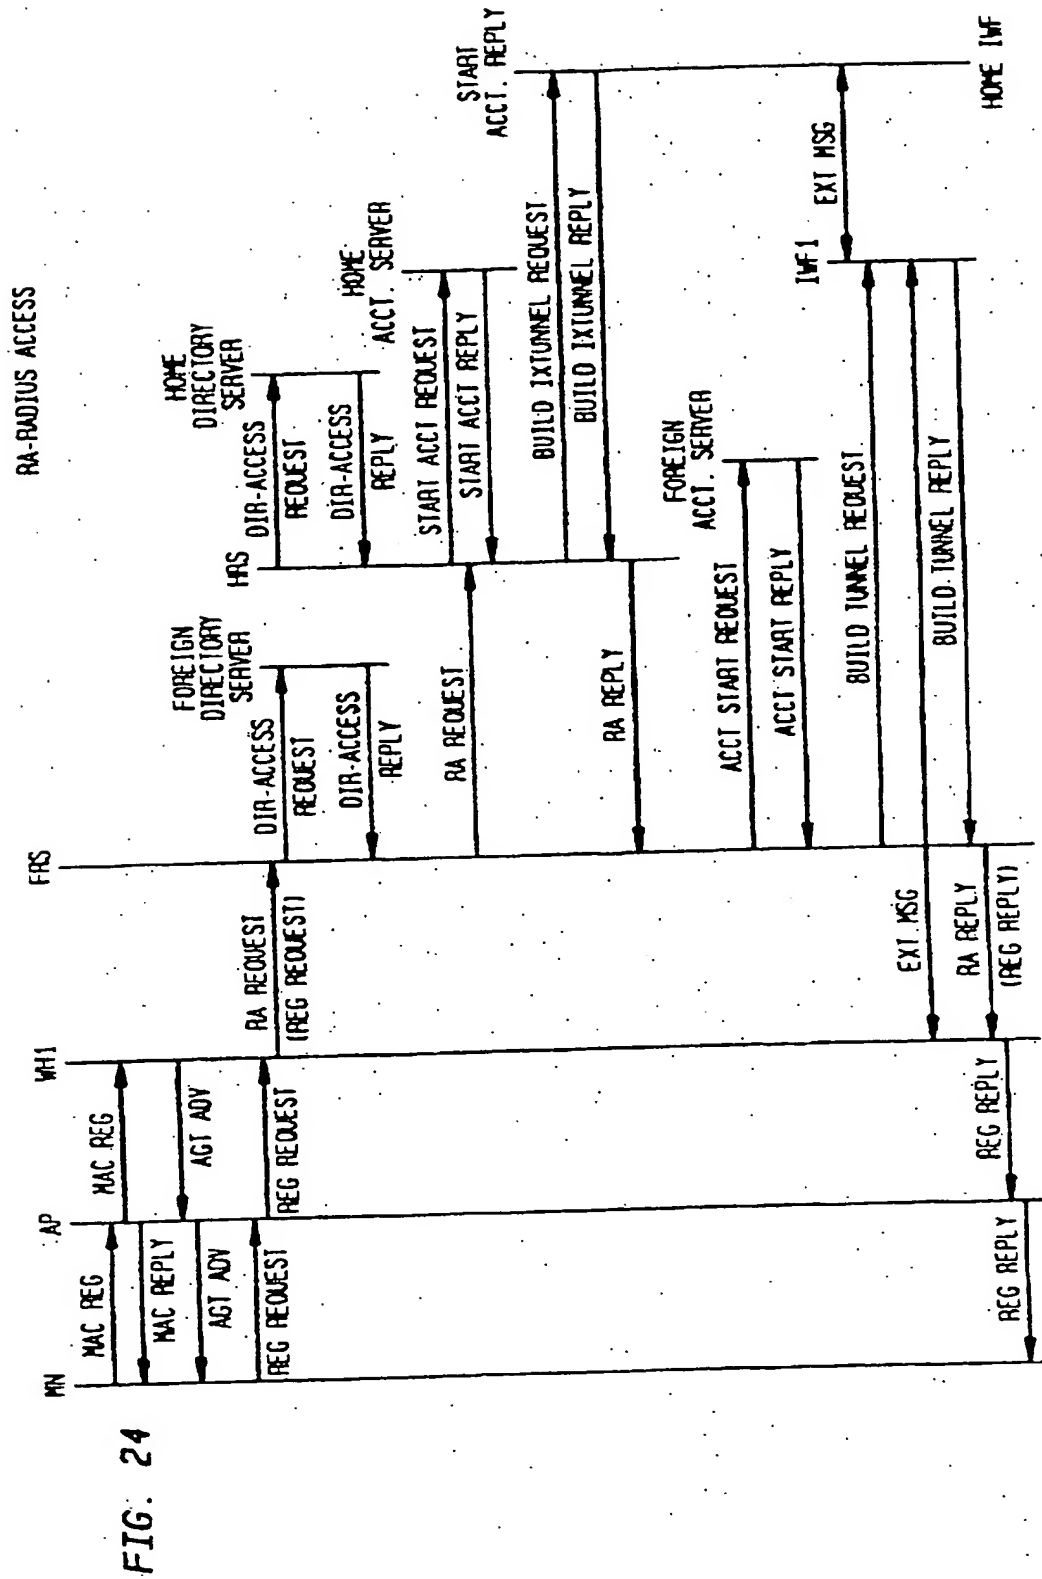 FIG. 24
RA-RADIUS ACCESS
MN
AP
WH1
FRS
FOREIGN
DIRECTORY
SERVER
HRS
HOME
DIRECTORY
SERVER
HOME
ACCT. SERVER
START
ACCT. REPLY
MAC REG
MAC REG
MAC REPLY
AGT ADV
AGT ADV
REG REQUEST
REG REQUEST
RA REQUEST
(REG REQUEST)
DIR-ACCESS
REQUEST
DIR-ACCESS
REPLY
DIR-ACCESS
REQUEST
DIR-ACCESS
REPLY
RA REQUEST
START ACCT REQUEST
START ACCT REPLY
BUILD IXTUNNEL REQUEST
BUILD IXTUNNEL REPLY
RA REPLY
FOREIGN
ACCT. SERVER
ACCT START REQUEST
ACCT START REPLY
IWF1
EXT MSG
BUILD TUNNEL REQUEST
EXT MSG
BUILD TUNNEL REPLY
RA REPLY
(REG REPLY)
REG REPLY
REG REPLY
HOME IWF